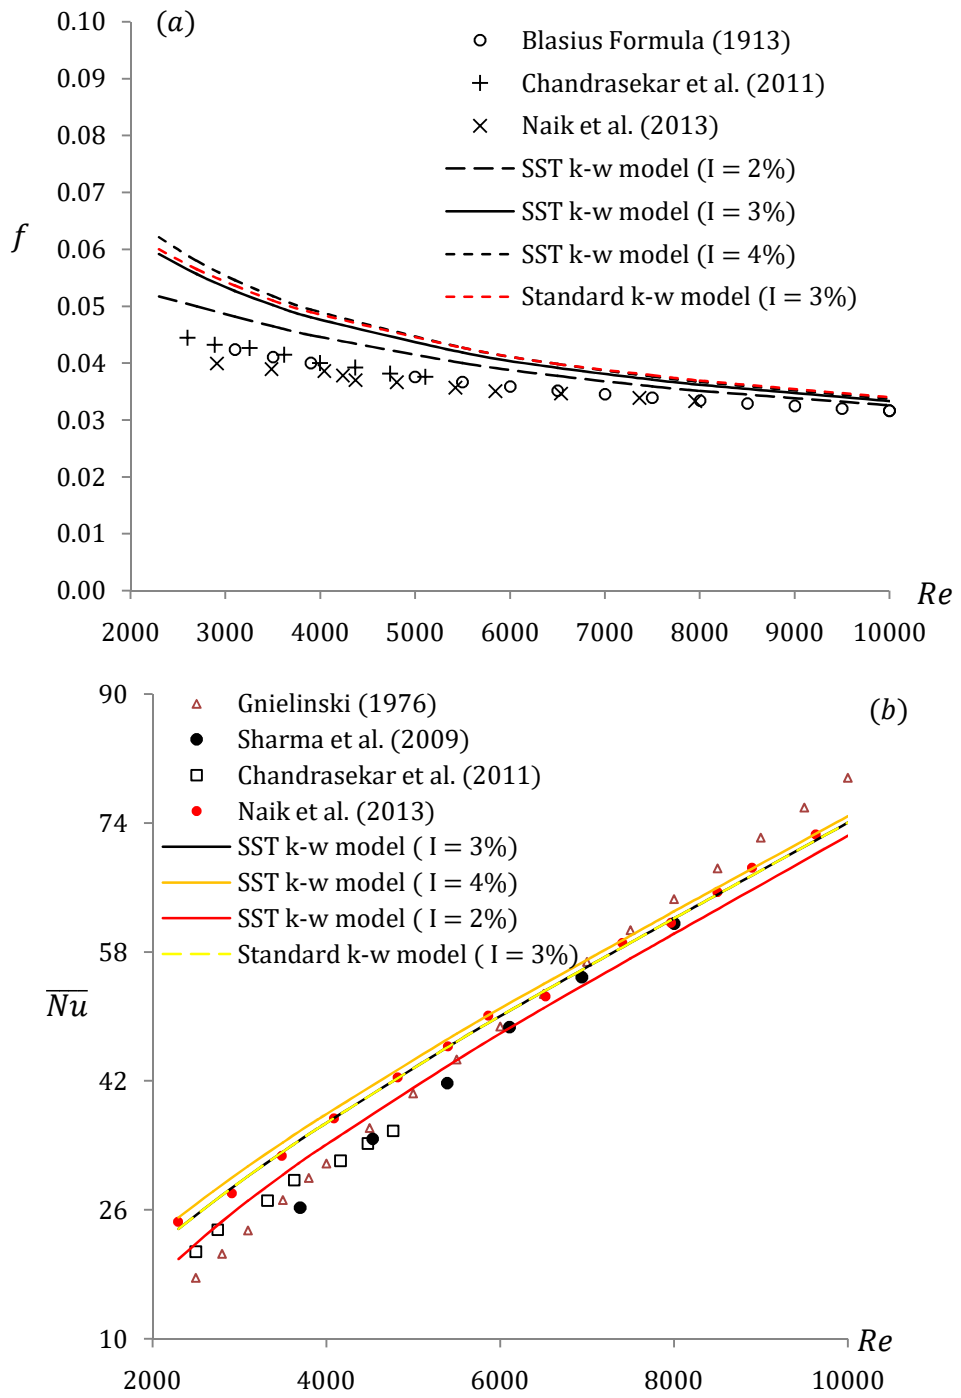 0.10
(a)
Blasius Formula (1913)
0.09
Chandrasekar et al. (2011)
0.08
Naik et al. (2013)
SST k-w model (I = 2%)
0.07
SST k-w model (I = 3%)
f
0.06
SST k-w model (I = 4%)
Standard k-w model (I = 3%)
0.05
0.04
0.03
0.02
0.01
0.00
Re
2000 3000 4000 5000 6000 7000 8000 9000 10000
90
Gnielinski (1976)
(b)
Sharma et al. (2009)
Chandrasekar et al. (2011)
Naik et al. (2013)
74
SST k-w model ( I = 3%)
SST k-w model ( I = 4%)
SST k-w model ( I = 2%)
58
Standard k-w model ( I = 3%)
Nu
42
26
10
Re
2000 4000 6000 8000 10000